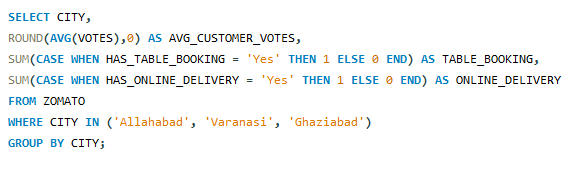 SELECT CITY,
ROUND(AVG(VOTES),0) AS AVG_CUSTOMER_VOTES,
SUM(CASE WHEN HAS_TABLE_BOOKING = 'Yes' THEN 1 ELSE 0 END) AS TABLE_BOOKING,
SUM(CASE WHEN HAS_ONLINE_DELIVERY = 'Yes' THEN 1 ELSE 0 END) AS ONLINE_DELIVERY
FROM ZOMATO
WHERE CITY IN ('Allahabad', 'Varanasi', 'Ghaziabad')
GROUP BY CITY;